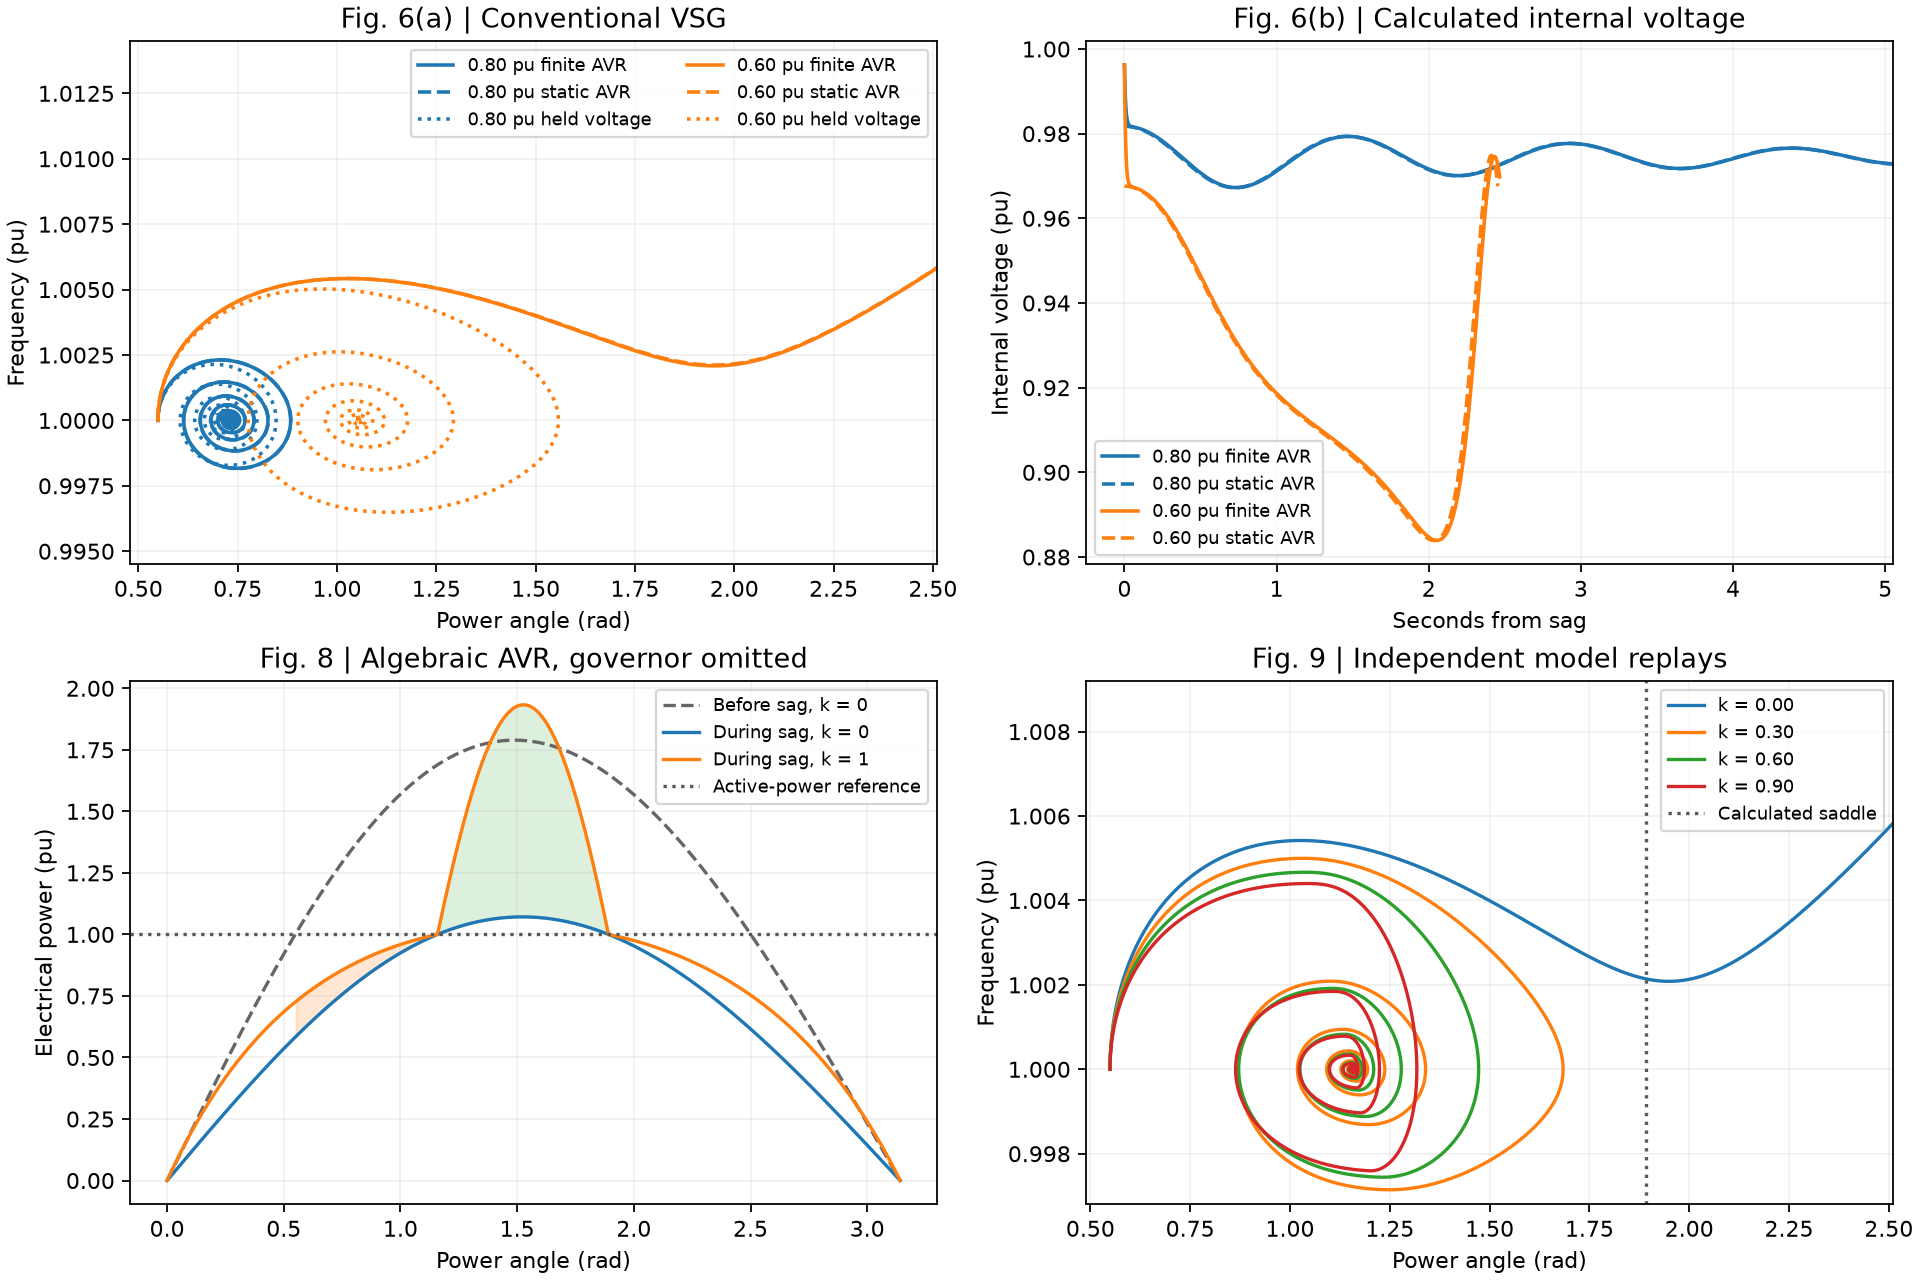 Fig. 6(a) | Conventional VSG
0.80 pu finite AVR
0.80 pu static AVR
0.80 pu held voltage
0.60 pu finite AVR
0.60 pu static AVR
0.60 pu held voltage
Frequency (pu)
1.0125
1.0100
1.0075
1.0050
1.0025
1.0000
0.9975
0.9950
0.50 0.75 1.00 1.25 1.50 1.75 2.00 2.25 2.50
Power angle (rad)
Fig. 6(b) | Calculated internal voltage
Internal voltage (pu)
1.00
0.98
0.96
0.94
0.92
0.90
0.88
0.80 pu finite AVR
0.80 pu static AVR
0.60 pu finite AVR
0.60 pu static AVR
0 1 2 3 4 5
Seconds from sag
Fig. 8 | Algebraic AVR, governor omitted
Before sag, k = 0
During sag, k = 0
During sag, k = 1
Active-power reference
Electrical power (pu)
2.00
1.75
1.50
1.25
1.00
0.75
0.50
0.25
0.00
0.0 0.5 1.0 1.5 2.0 2.5 3.0
Power angle (rad)
Fig. 9 | Independent model replays
k = 0.00
k = 0.30
k = 0.60
k = 0.90
Calculated saddle
Frequency (pu)
1.008
1.006
1.004
1.002
1.000
0.998
0.50 0.75 1.00 1.25 1.50 1.75 2.00 2.25 2.50
Power angle (rad)